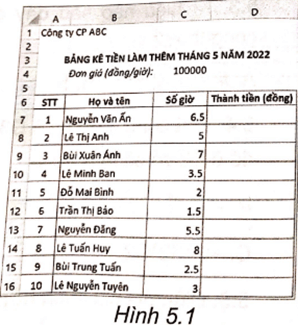 A B C D
1 Công ty CP ABC
2
3 BẢNG KÊ TIỀN LÀM THÊM THÁNG 5 NĂM 2022
4 Đơn giá (đồng/giờ): 100000
5
6 STT Họ và tên Số giờ Thành tiền (đồng)
7 1 Nguyễn Văn Ấn 6.5
8 2 Lê Thị Anh 5
9 3 Bùi Xuân Ánh 7
10 4 Lê Minh Ban 3.5
11 5 Đỗ Mai Bình 2
12 6 Trần Thị Bảo 1.5
13 7 Nguyễn Đăng 5.5
14 8 Lê Tuấn Huy 8
15 9 Bùi Trung Tuấn 2.5
16 10 Lê Nguyễn Tuyên 3
Hình 5.1